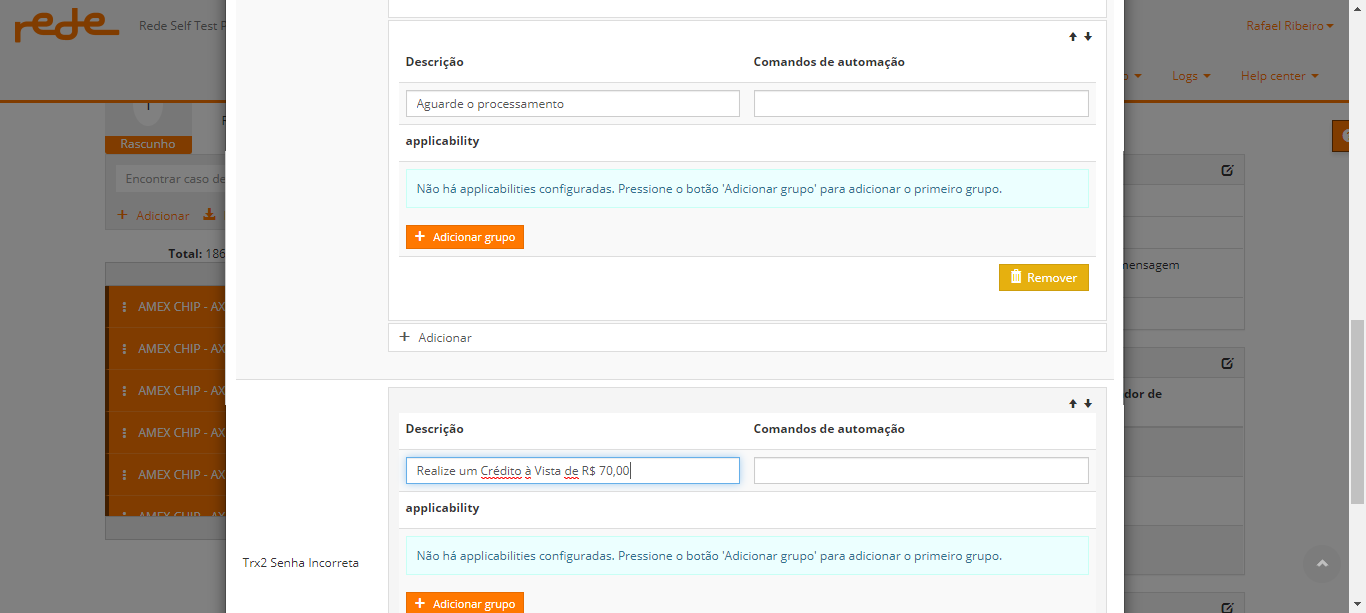 rede
Rede Self Test
Rafael Ribeiro
Logs
Help center
Rascunho
Encontrar caso de
Adicionar
Total: 186
AMEX CHIP - AX
AMEX CHIP - AX
AMEX CHIP - AX
AMEX CHIP - AX
AMEX CHIP - AX
AMEX CHIP - AX
Descrição
Comandos de automação
Aguarde o processamento
applicability
Não há applicabilities configuradas. Pressione o botão 'Adicionar grupo' para adicionar o primeiro grupo.
+ Adicionar grupo
Remover
+ Adicionar
Trx2 Senha Incorreta
Descrição
Comandos de automação
Realize um Crédito à Vista de R$ 70,00
applicability
Não há applicabilities configuradas. Pressione o botão 'Adicionar grupo' para adicionar o primeiro grupo.
+ Adicionar grupo
mensagem
dor de